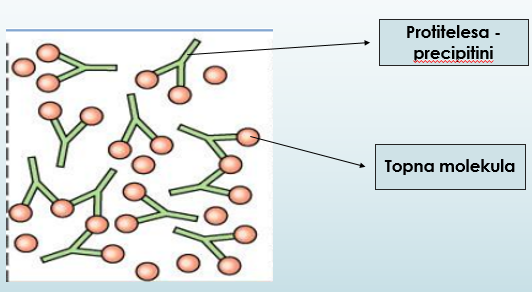 Protitelesa -
precipitini
Topna molekula